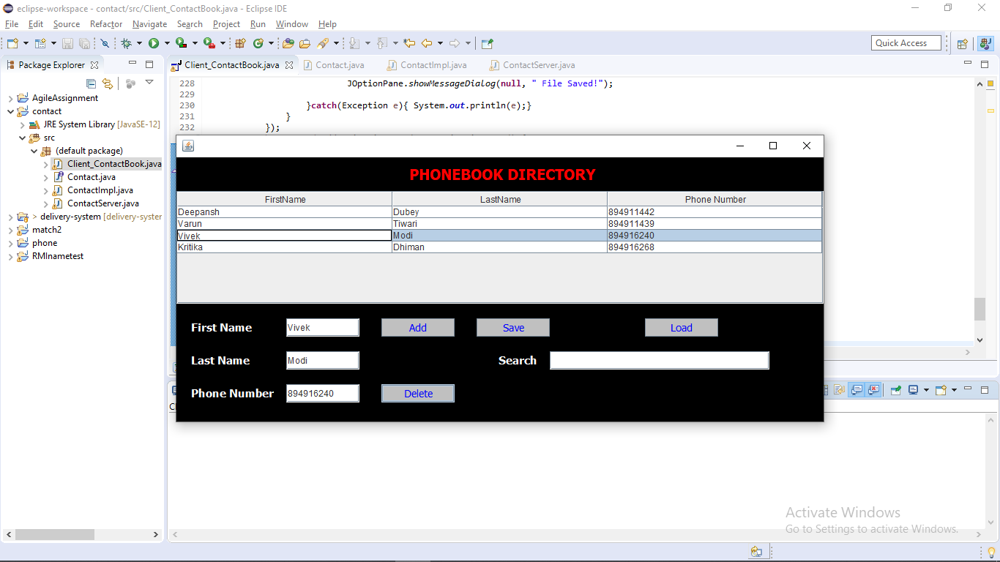 eclipse-workspace - contact/src/Client_ContactBook.java - Eclipse IDE
File Edit Source Refactor Navigate Search Project Run Window Help
Quick Access
Package Explorer
Client_ContactBook.java Contact.java ContactImpl.java ContactServer.java
AgileAssignment
contact
JRE System Library [JavaSE-12]
src
(default package)
Client_ContactBook.java
Contact.java
ContactImpl.java
ContactServer.java
> delivery-system [delivery-syster
match2
phone
RMInametest
228 JOptionPane.showMessageDialog(null, " File Saved!");
229
230 }catch(Exception e){ System.out.println(e);}
231 }
232 });
PHONEBOOK DIRECTORY
FirstName LastName Phone Number
Deepansh Dubey 894911442
Varun Tiwari 894911439
Vivek Modi 894916240
Kritika Dhiman 894916268
First Name Vivek Add Save Load
Last Name Modi Search
Phone Number 894916240 Delete
Activate Windows
Go to Settings to activate Windows.